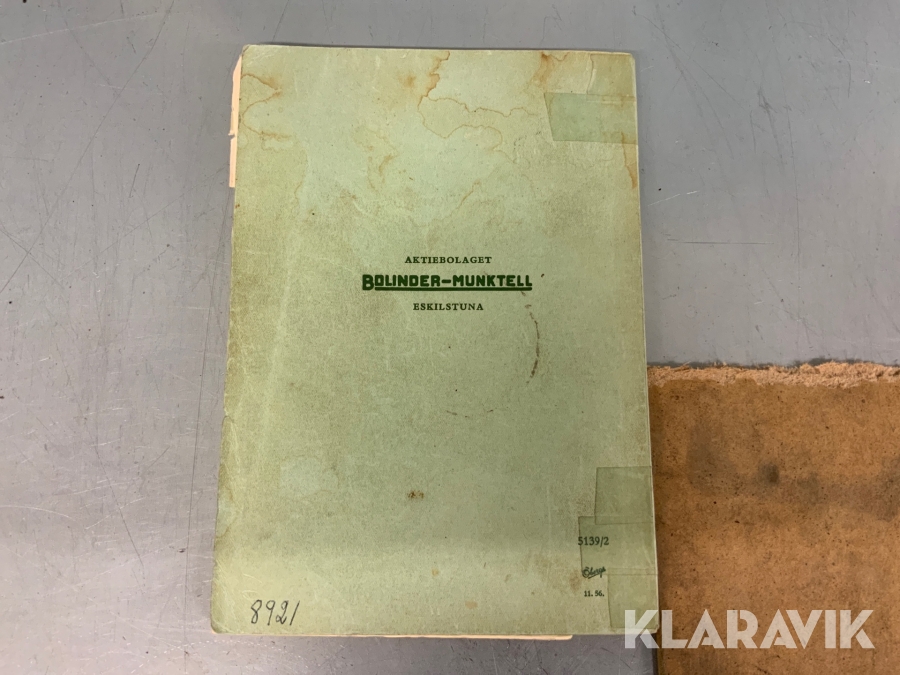 AKTIEBOLAGET
BOLINDER-MUNKTELL
ESKILSTUNA
5139/2
11. 56.
8921
KLARAVIK